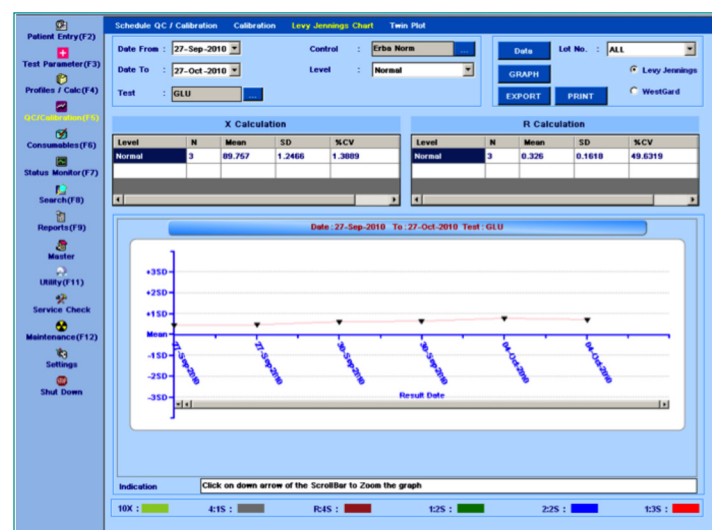 Schedule QC / Calibration Calibration Levy Jennings Chart Twin Plot
Patient Entry(F2)
Test Parameter(F3)
Profiles / Calc(F4)
QC/Calibration(F5)
Consumables(F6)
Status Monitor(F7)
Search(F8)
Reports(F9)
Master
Utility(F11)
Service Check
Maintenance(F12)
Settings
Shut Down
Date From : 27-Sep-2010 Control : Erba Norm ...
Date To : 27-Oct-2010 Level : Normal
Test : GLU ...
Data Lot No. : ALL
GRAPH Levy Jennings
EXPORT PRINT WestGard
X Calculation
Level N Mean SD %CV
Normal 3 89.757 1.2466 1.3889
R Calculation
Level N Mean SD %CV
Normal 3 0.326 0.1618 49.6319
Date :27-Sep-2010 To :27-Oct-2010 Test :GLU
+3SD
+2SD
+1SD
Mean
-1SD
-2SD
-3SD
27-Sep-2010
27-Sep-2010
30-Sep-2010
30-Sep-2010
04-Oct-2010
04-Oct-2010
Result Date
Indication Click on down arrow of the ScrollBar to Zoom the graph
10X : 4:1S : R:4S : 1:2S : 2:2S : 1:3S :